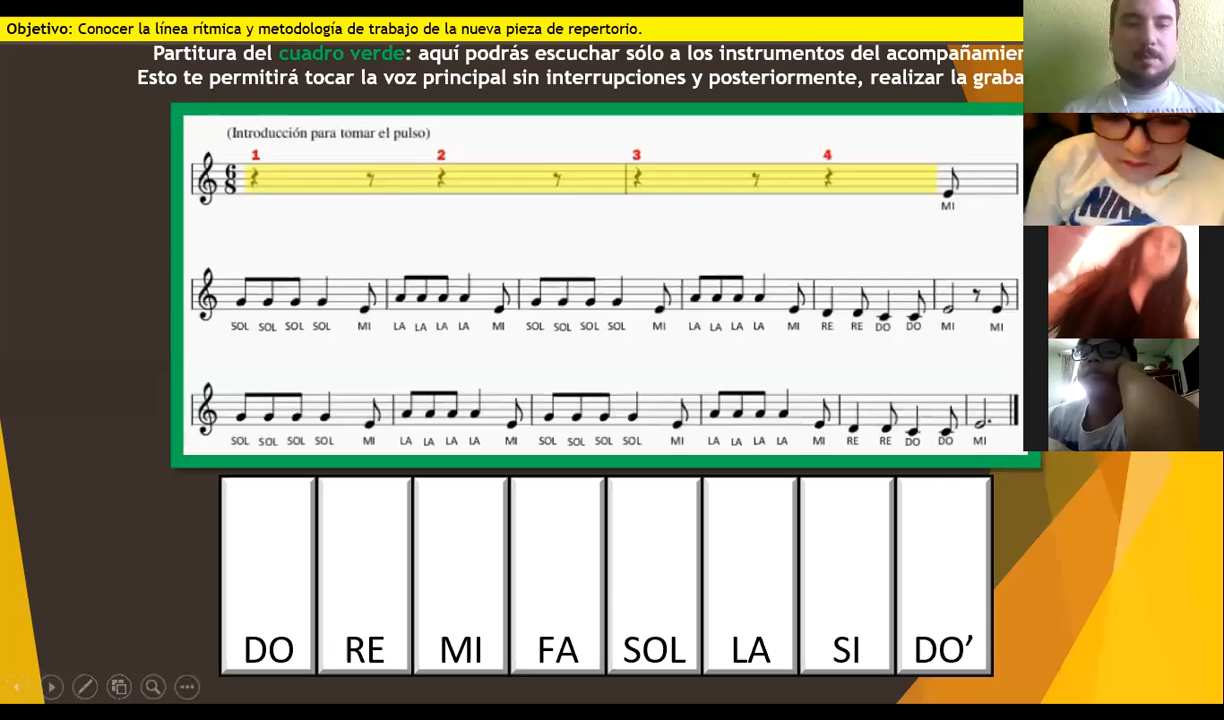 Objetivo: Conocer la línea rítmica y metodología de trabajo de la nueva pieza de repertorio.
Partitura del cuadro verde: aquí podrás escuchar sólo a los instrumentos del
Esto te permitirá tocar la voz principal sin interrupciones y posteriormente, realizar la
(Introducción para tomar el pulso)
1 2 3 4
6
8
MI
SOL SOL SOL SOL MI LA LA LA LA MI SOL SOL SOL SOL MI LA LA LA LA MI RE RE DO DO MI MI
SOL SOL SOL SOL MI LA LA LA LA MI SOL SOL SOL SOL MI LA LA LA LA MI RE RE DO DO MI
DO RE MI FA SOL LA SI DO’
NIKE